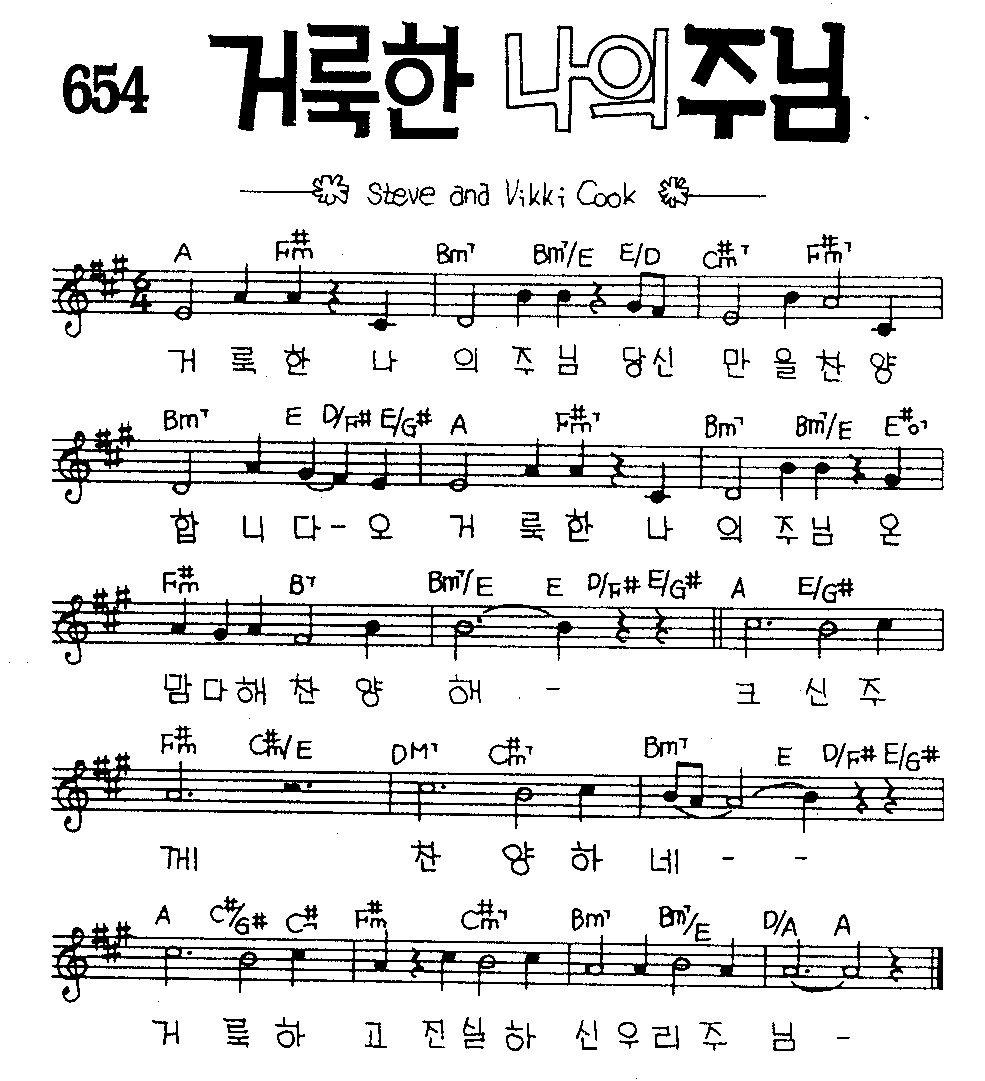 654 거룩한 나의 주님
Steve and Vikki Cook
A F#m Bm7 Bm7/E E/D C#m7 F#m7
6/4
거 룩 한 나 의 주 님 당신 만 을 찬 양
Bm7 E D/F# E/G# A F#m7 Bm7 Bm7/E E#o7
합 니 다- 오 거 룩 한 나 의 주 님 온
F#m B7 Bm7/E E D/F# E/G# A E/G#
맘 다 해 찬 양 해 - 크 신 주
F#m C#m/E DM7 C#m7 Bm7 E D/F# E/G#
께 찬 양 하 네 - -
A C#/G# C# F#m C#m7 Bm7 Bm7/E D/A A
거 룩 하 고 진 실 하 신 우 리 주 님 -